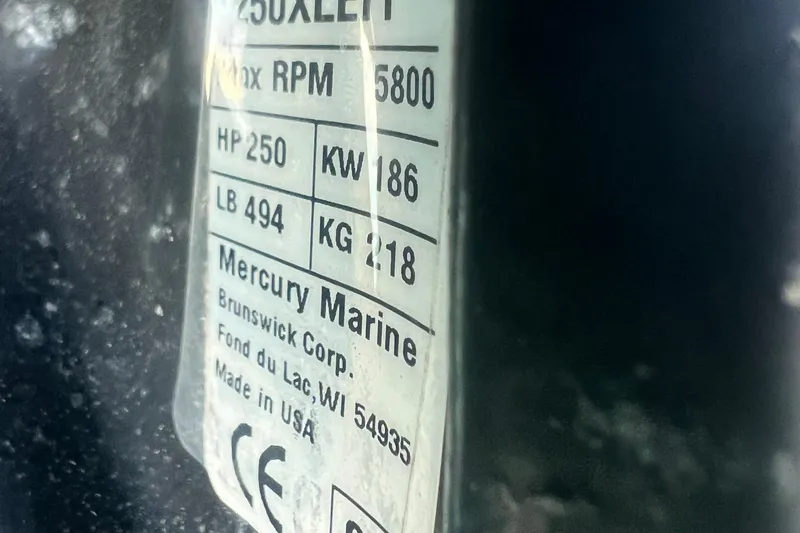 250XLEFI
Max RPM 5800
HP 250 KW 186
LB 494 KG 218
Mercury Marine
Brunswick Corp.
Fond du Lac, WI 54935
Made in USA
CE